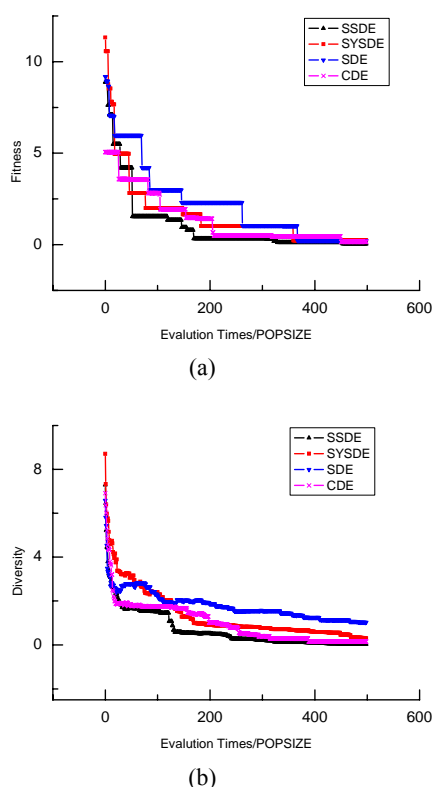 SSDE
SYSDE
SDE
CDE
10
5
0
Fitness
0 200 400 600
Evalution Times/POPSIZE
(a)
SSDE
SYSDE
SDE
CDE
8
4
0
Diversity
0 200 400 600
Evalution Times/POPSIZE
(b)